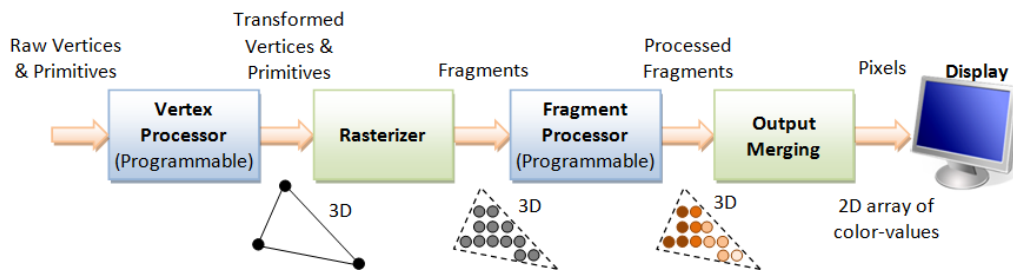 Raw Vertices
& Primitives
Transformed
Vertices &
Primitives
Fragments
Processed
Fragments
Pixels
Display
Vertex
Processor
(Programmable)
Rasterizer
Fragment
Processor
(Programmable)
Output
Merging
3D
3D
3D
2D array of
color-values